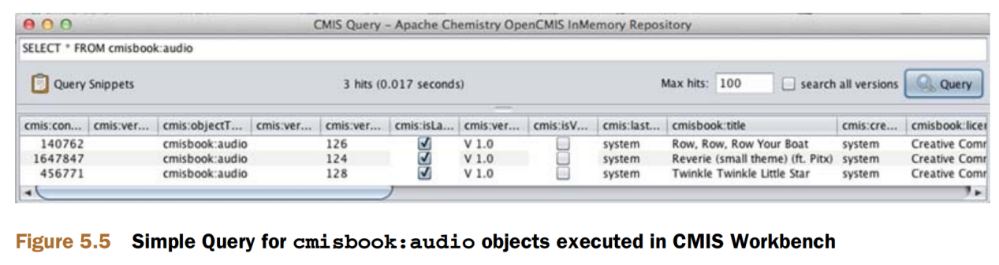 CMIS Query – Apache Chemistry OpenCMIS InMemory Repository
SELECT * FROM cmisbook:audio
Query Snippets 3 hits (0.017 seconds) Max hits: 100 search all versions Query
cmis:con... cmis:ver... cmis:objectT... cmis:ver... cmis:ver... cmis:isLa... cmis:ver... cmis:isV... cmis:last... cmisbook:title cmis:cre... cmisbook:licer
140762 cmisbook:audio 126 V 1.0 system Row, Row, Row Your Boat system Creative Comr
1647847 cmisbook:audio 124 V 1.0 system Reverie (small theme) (ft. Pitx) system Creative Comr
456771 cmisbook:audio 128 V 1.0 system Twinkle Twinkle Little Star system Creative Comr
Figure 5.5 Simple Query for cmisbook:audio objects executed in CMIS Workbench